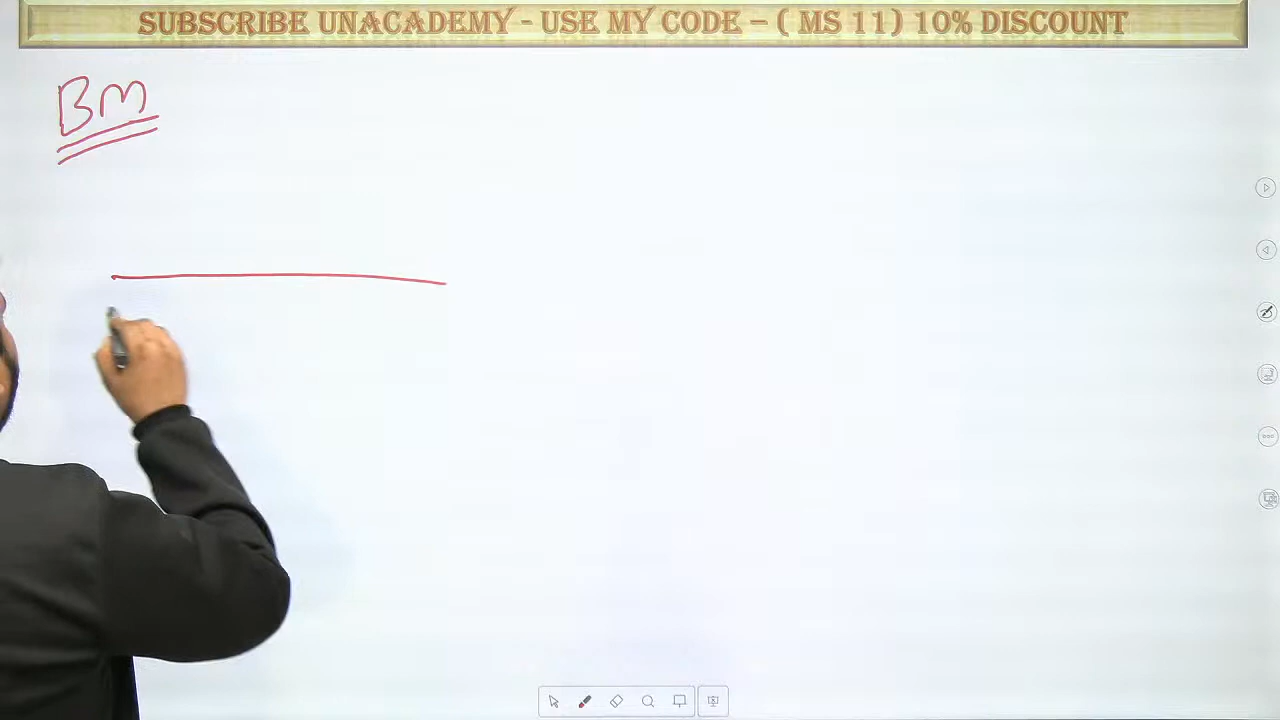 SUBSCRIBE UNACADEMY - USE MY CODE – ( MS 11) 10% DISCOUNT
BM